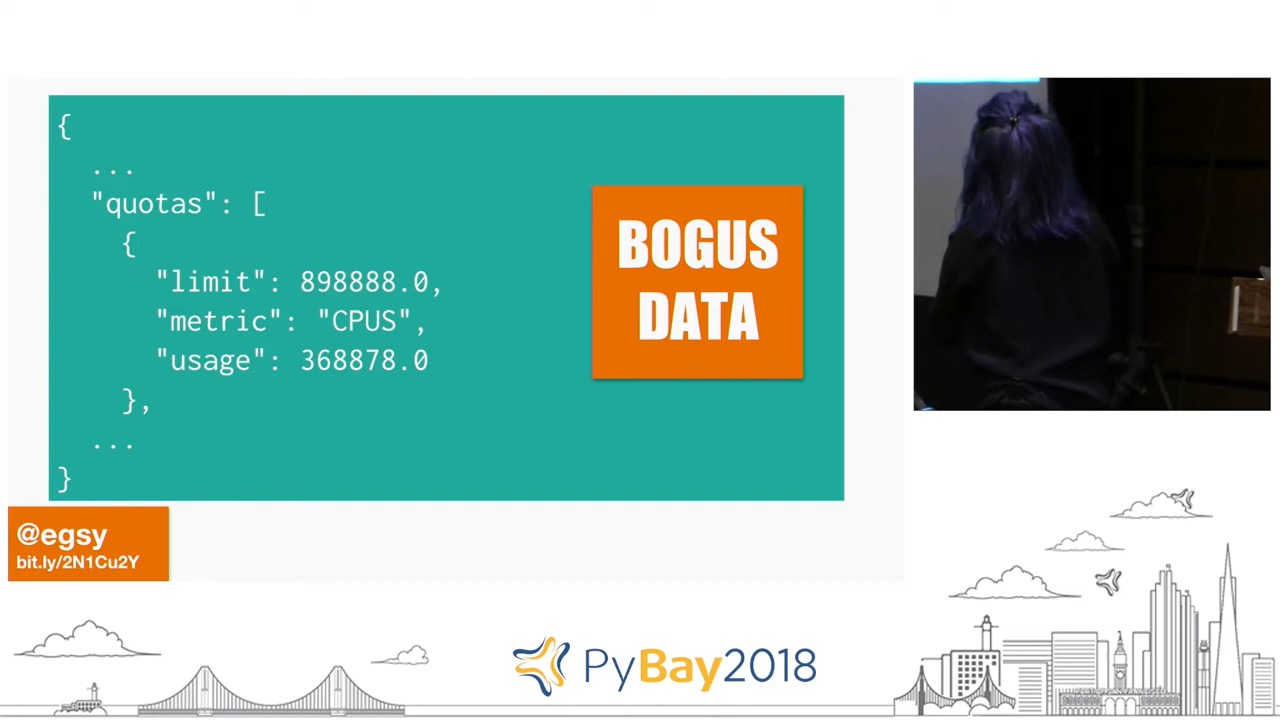 {
...
"quotas": [
{
"limit": 898888.0,
"metric": "CPUS",
"usage": 368878.0
},
...
}
BOGUS
DATA
@egsy
bit.ly/2N1Cu2Y
PyBay2018